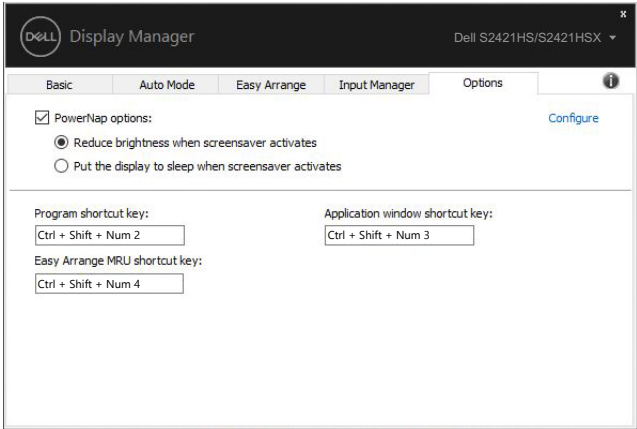 x
DELL Display Manager
Dell S2421HS/S2421HSX
Basic Auto Mode Easy Arrange Input Manager Options
PowerNap options: Configure
Reduce brightness when screensaver activates
Put the display to sleep when screensaver activates
Program shortcut key: Application window shortcut key:
Ctrl + Shift + Num 2 Ctrl + Shift + Num 3
Easy Arrange MRU shortcut key:
Ctrl + Shift + Num 4